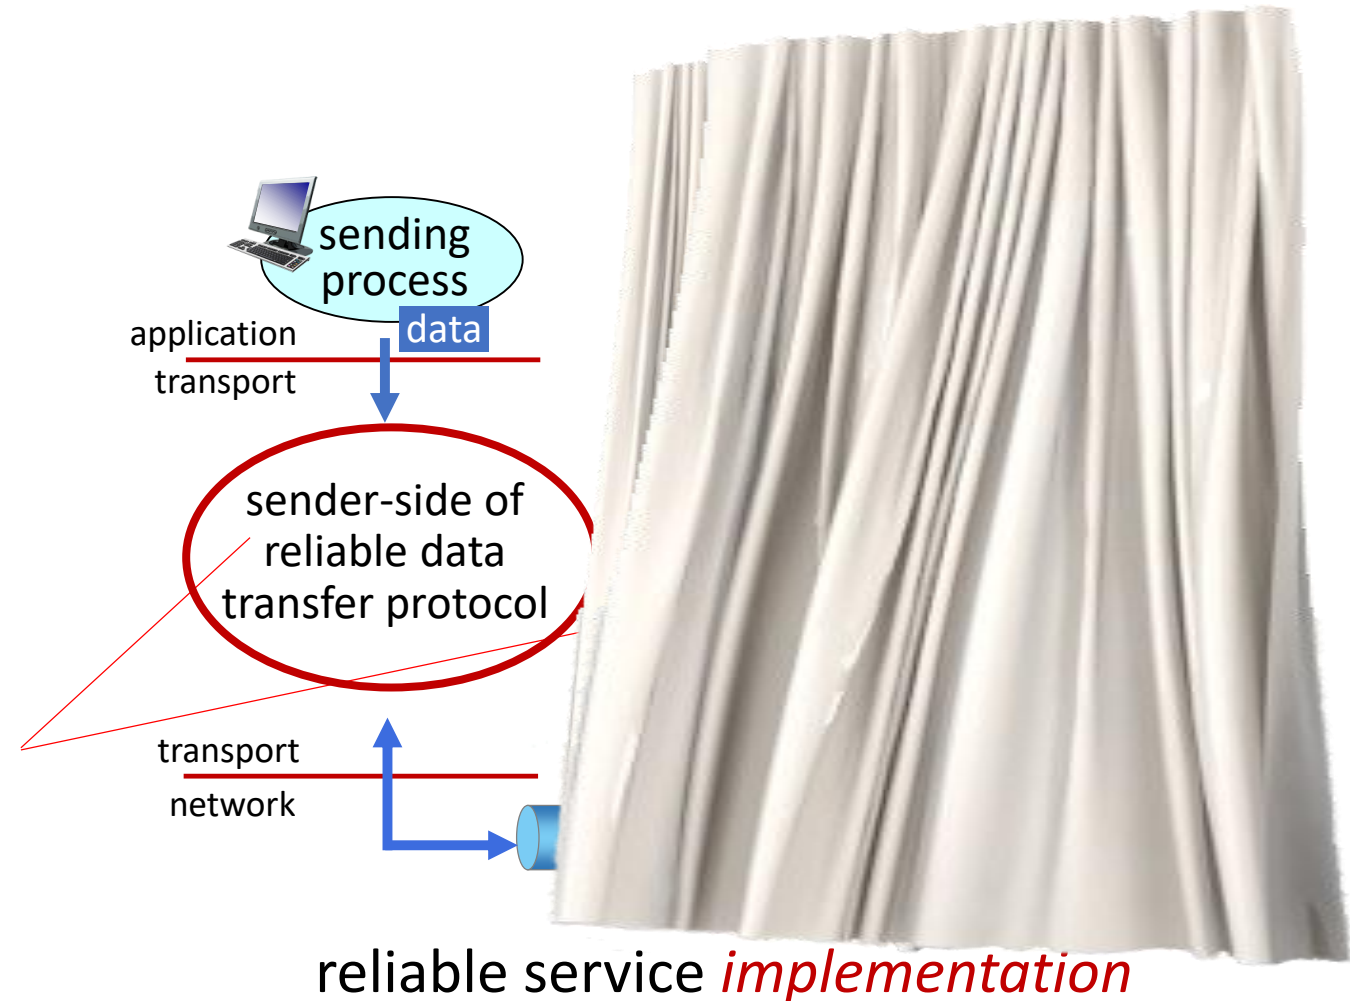 sending
process
data
application
transport
sender-side of
reliable data
transfer protocol
transport
network
reliable service implementation